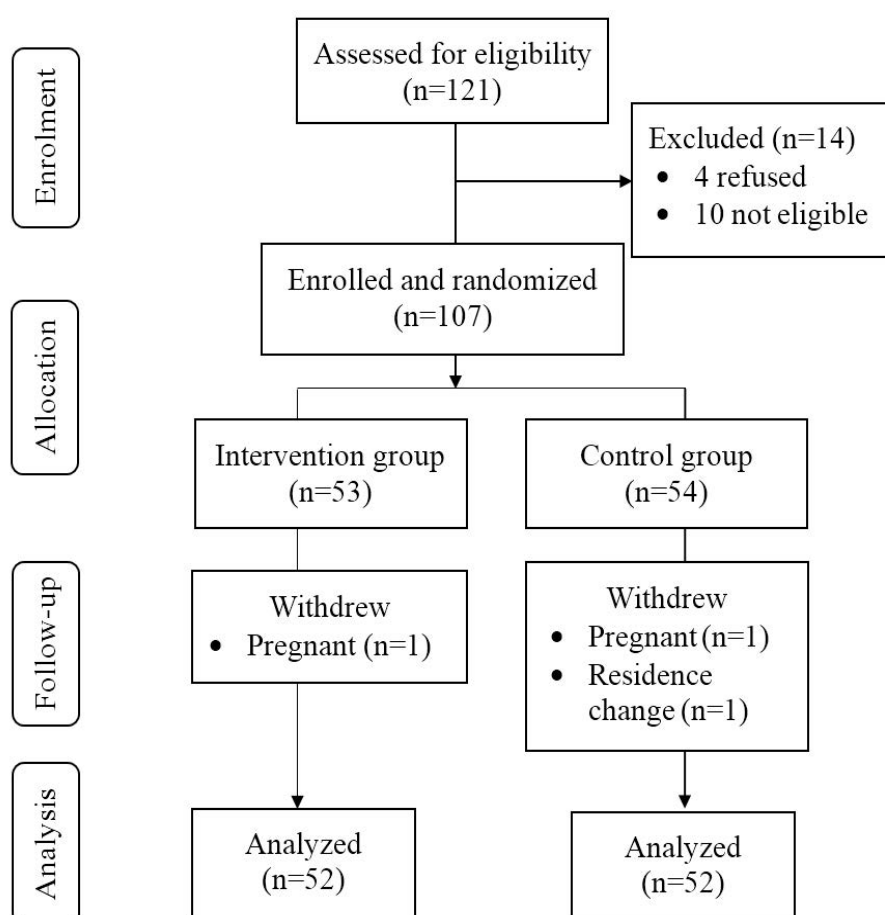 Enrolment
Assessed for eligibility
(n=121)
Excluded (n=14)
• 4 refused
• 10 not eligible
Enrolled and randomized
(n=107)
Allocation
Intervention group
(n=53)
Control group
(n=54)
Follow-up
Withdrew
• Pregnant (n=1)
Withdrew
• Pregnant (n=1)
• Residence
change (n=1)
Analysis
Analyzed
(n=52)
Analyzed
(n=52)